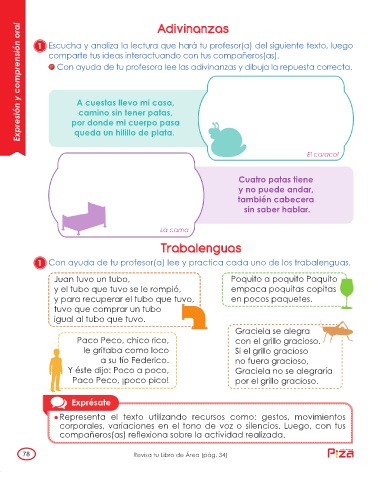 Expresión y comprensión oral
Adivinanzas
1 Escucha y analiza la lectura que hará tu profesor(a) del siguiente texto, luego
comparte tus ideas interactuando con tus compañeros(as).
Con ayuda de tu profesora lee las adivinanzas y dibuja la repuesta correcta.
A cuestas llevo mi casa,
camino sin tener patas,
por donde mi cuerpo pasa
queda un hilillo de plata.
El caracol
Cuatro patas tiene
y no puede andar,
también cabecera
sin saber hablar.
La cama
Trabalenguas
1 Con ayuda de tu profesor(a) lee y practica cada uno de los trabalenguas.
Juan tuvo un tubo,
y el tubo que tuvo se le rompió,
y para recuperar el tubo que tuvo,
tuvo que comprar un tubo
igual al tubo que tuvo.
Poquito a poquito Paquito
empaca poquitas copitas
en pocos paquetes.
Paco Peco, chico rico,
le gritaba como loco
a su tío Federico.
Y éste dijo: Poco a poco,
Paco Peco, ¡poco pico!
Graciela se alegra
con el grillo gracioso.
Si el grillo gracioso
no fuera gracioso,
Graciela no se alegraría
por el grillo gracioso.
Exprésate
Representa el texto utilizando recursos como: gestos, movimientos
corporales, variaciones en el tono de voz o silencios. Luego, con tus
compañeros(as) reflexiona sobre la actividad realizada.
78
Revisa tu Libro de Área (pág. 34)